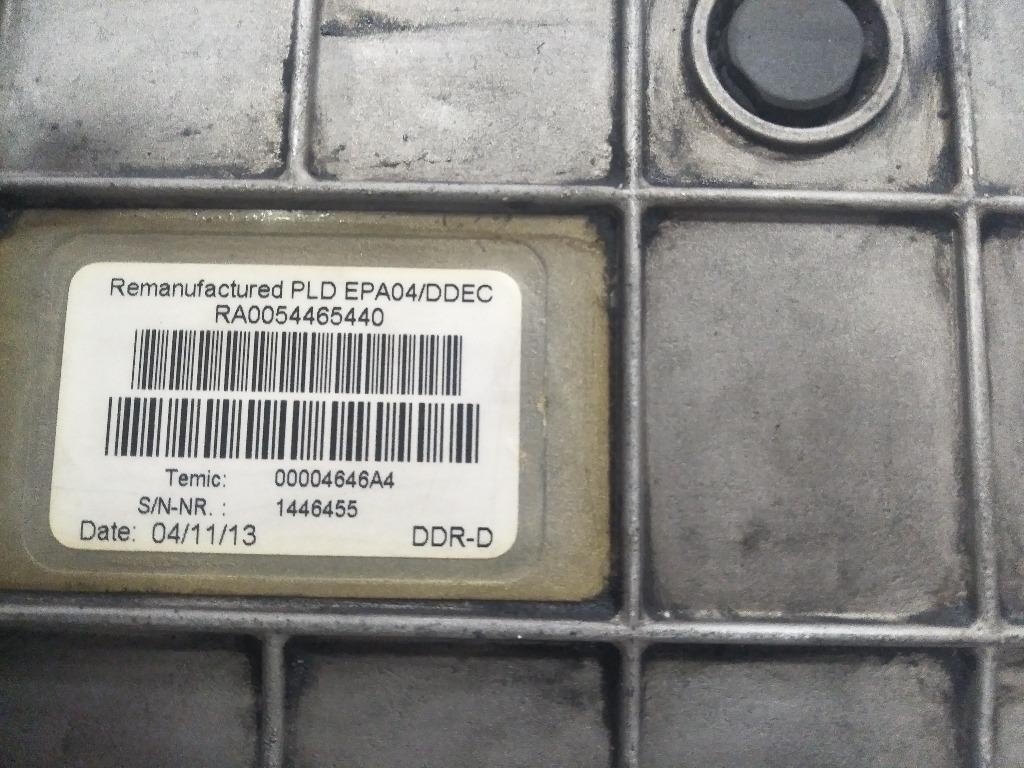 Remanufactured PLD EPA04/DDEC
RA0054465440
Temic: 00004646A4
S/N-NR. : 1446455
Date: 04/11/13 DDR-D